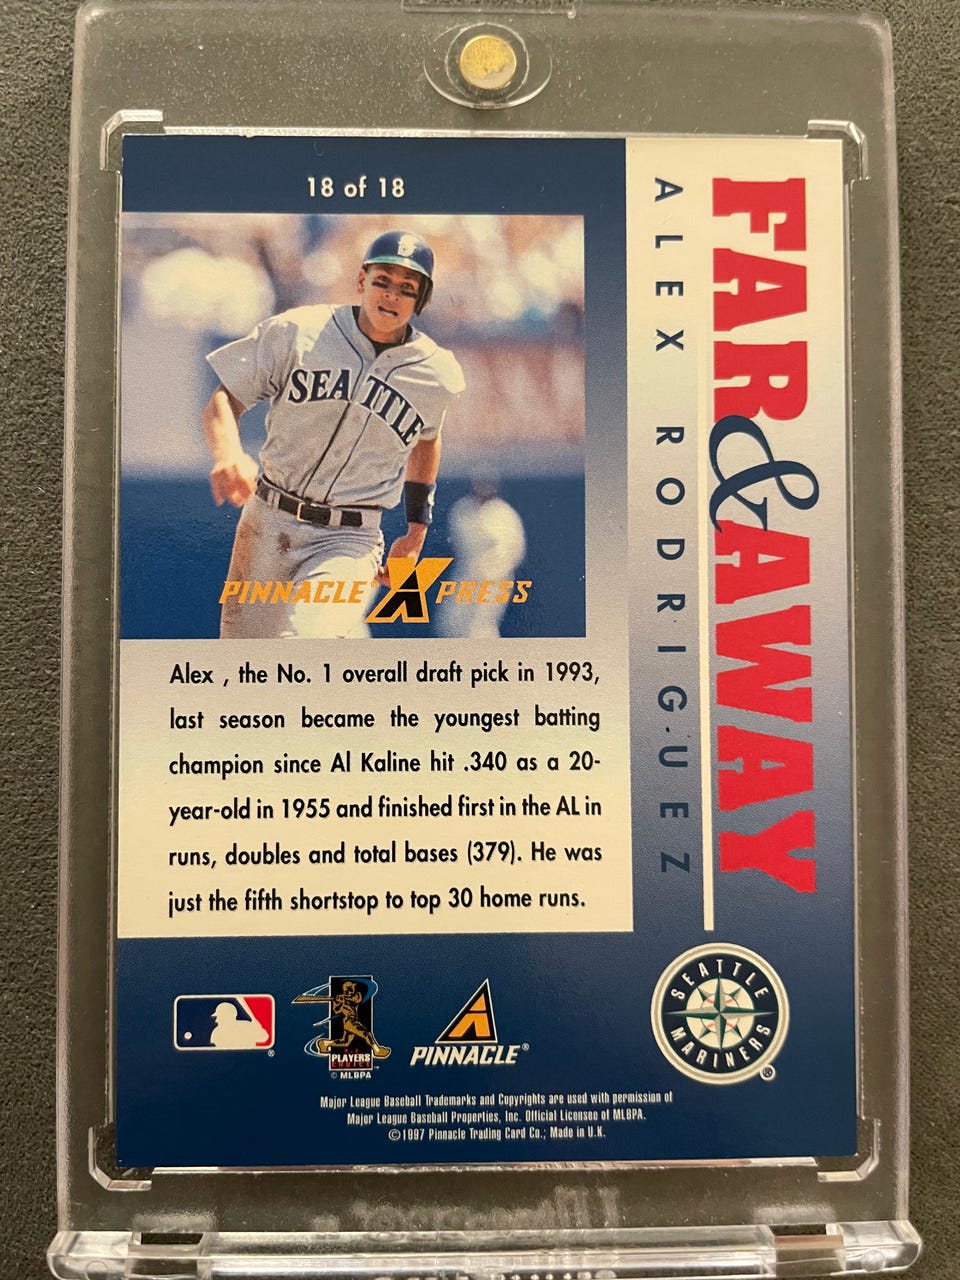 18 of 18
FAR & AWAY
ALEX RODRIGUEZ
SEATTLE
PINNACLE® XPRESS
Alex , the No. 1 overall draft pick in 1993,
last season became the youngest batting
champion since Al Kaline hit .340 as a 20-
year-old in 1955 and finished first in the AL in
runs, doubles and total bases (379). He was
just the fifth shortstop to top 30 home runs.
®
PLAYERS
CHOICE
© MLBPA
PINNACLE®
SEATTLE
MARINERS
®
Major League Baseball Trademarks and Copyrights are used with permission of
Major League Baseball Properties, Inc. Official Licensee of MLBPA.
©1997 Pinnacle Trading Card Co.; Made in U.K.